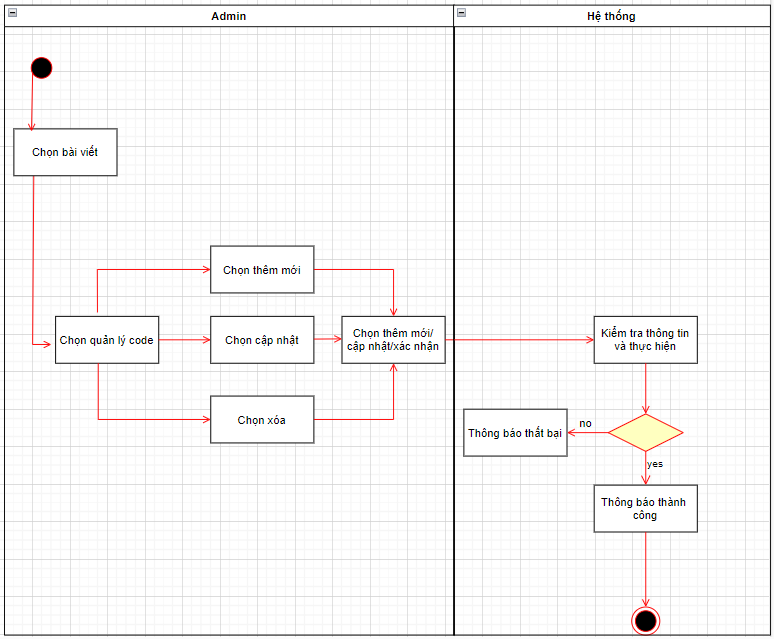 Admin
Hệ thống
Chọn bài viết
Chọn thêm mới
Chọn quản lý code
Chọn cập nhật
Chọn thêm mới/
cập nhật/xác nhận
Kiểm tra thông tin
và thực hiện
Chọn xóa
Thông báo thất bại
no
yes
Thông báo thành
công